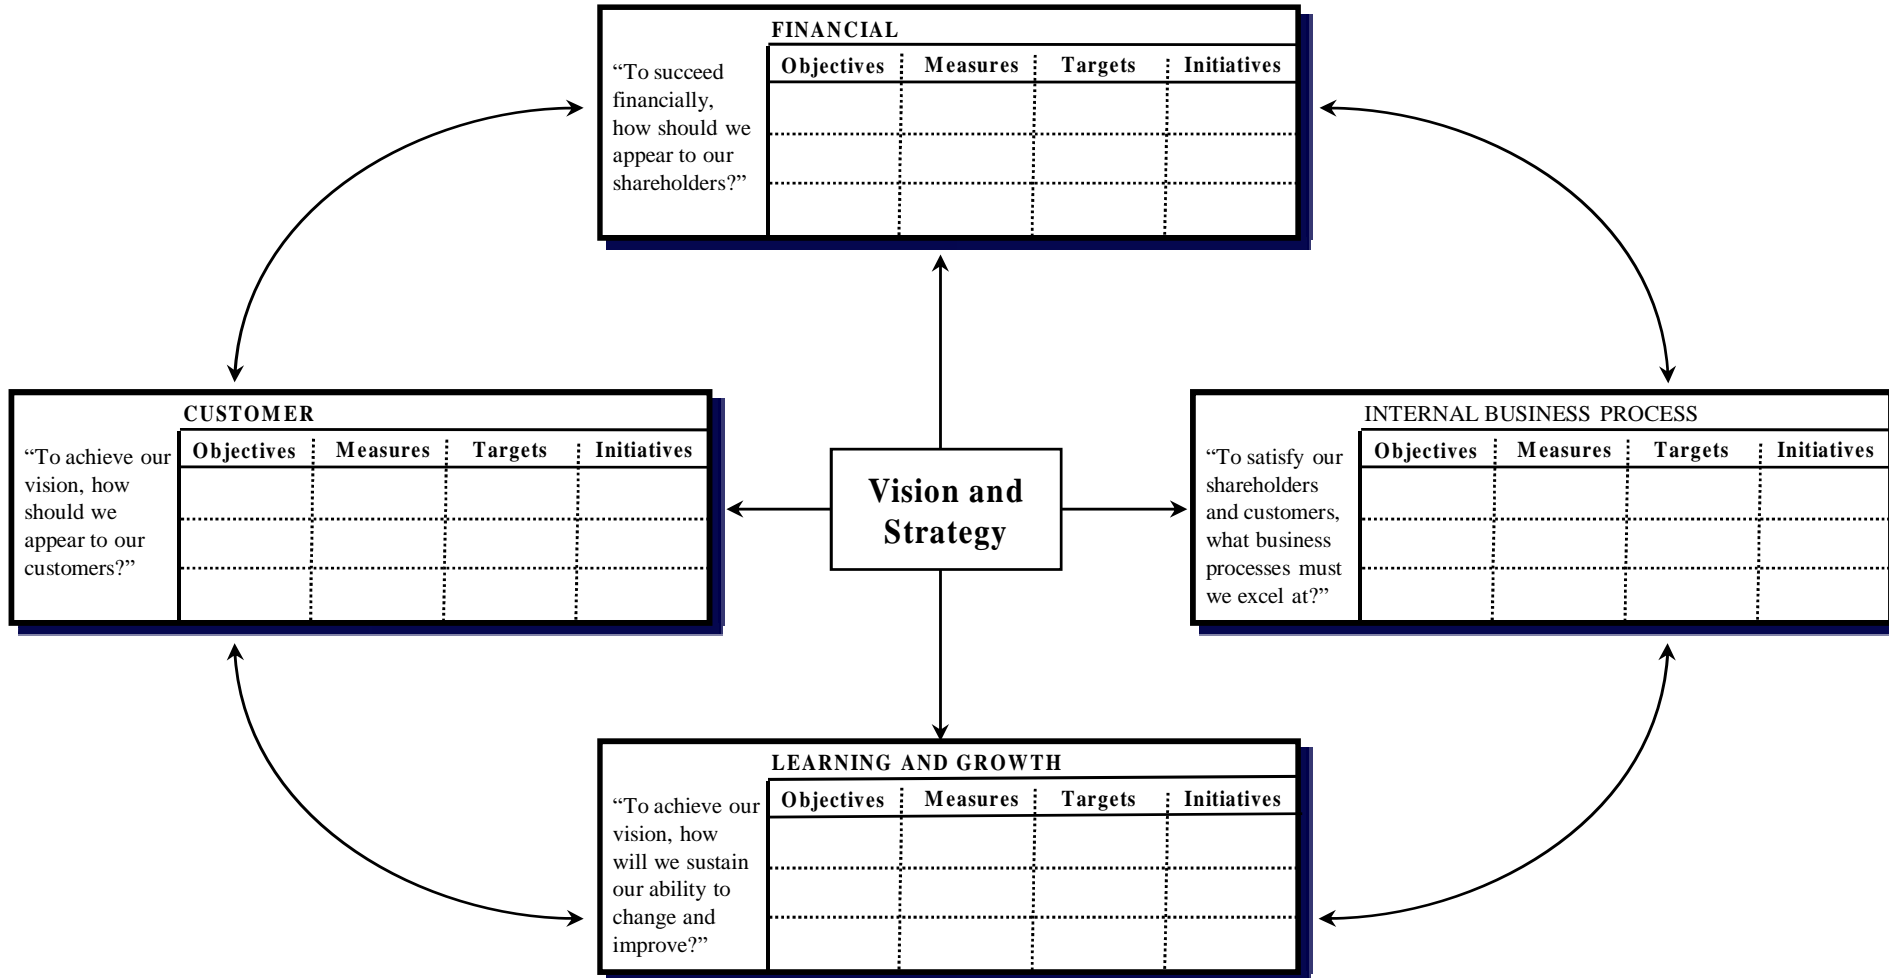 FINANCIAL
“To succeed
financially,
how should we
appear to our
shareholders?”
Objectives Measures Targets Initiatives
CUSTOMER
“To achieve our
vision, how
should we
appear to our
customers?”
Objectives Measures Targets Initiatives
Vision and
Strategy
INTERNAL BUSINESS PROCESS
“To satisfy our
shareholders
and customers,
what business
processes must
we excel at?”
Objectives Measures Targets Initiatives
LEARNING AND GROWTH
“To achieve our
vision, how
will we sustain
our ability to
change and
improve?”
Objectives Measures Targets Initiatives